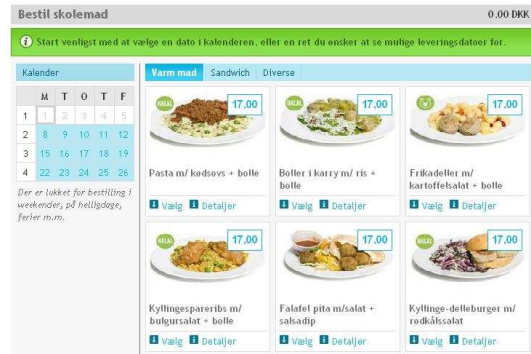 Bestil skolemad
0,00 DKK
Start venligst med at vælge en dato i kalenderen, eller en ret du ønsker at se mulige leveringsdatoer for.
Kalender
M T O T F
1 1 2 3 4 5
2 8 9 10 11 12
3 15 16 17 18 19
4 22 23 24 25 26
Der er lukket for bestilling i
weekender, på helligdage,
ferier m.m.
Varm mad Sandwich Diverse
HALAL 17,00
Pasta m/ kødsovs + bolle
Vælg Detaljer
HALAL 17,00
Boller i karry m/ ris +
bolle
Vælg Detaljer
17,00
Frikadeller m/
kartoffelsalat + bolle
Vælg Detaljer
HALAL 17,00
Kyllingespareribs m/
bulgursalat + bolle
Vælg Detaljer
17,00
Falafel pita m/salat +
salsadip
Vælg Detaljer
HALAL 17,00
Kyllinge-delleburger m/
rødkålssalat
Vælg Detaljer